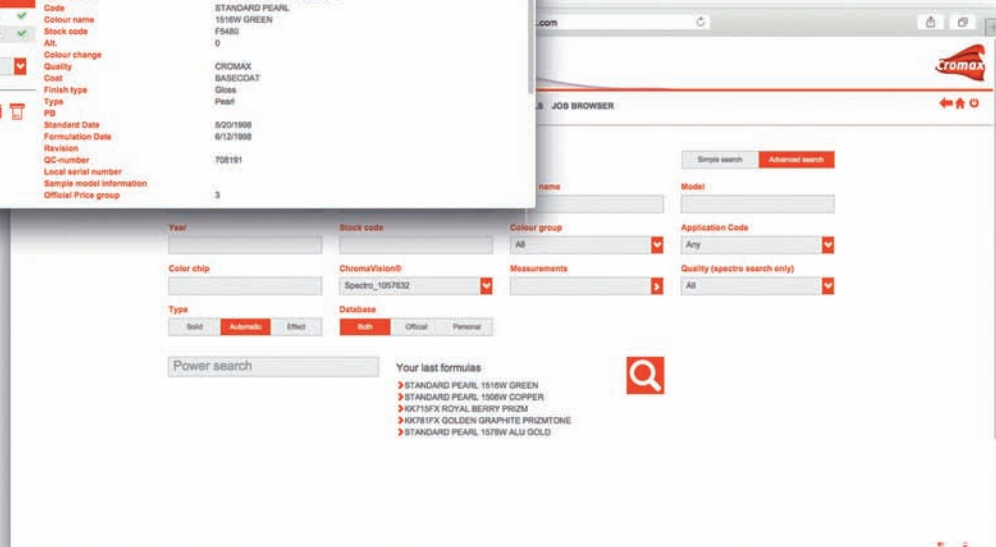 Code STANDARD PEARL
Colour name 1516W GREEN
Stock code F5480
Alt. 0
Colour change
Quality CROMAX
Coat BASECOAT
Finish type Gloss
Type Pearl
PB
Standard Date 5/20/1998
Formulation Date 6/12/1998
Revision
QC-number 708191
Local serial number
Sample model information
Official Price group 3
.com
Cromax
JOB BROWSER
Simple search Advanced search
name Model
Year Stock code Colour group Application Code
All Any
Color chip ChromaVision® Measurements Quality (spectro search only)
Spectro_1057632 All
Type Database
Solid Automatic Effect Both Official Personal
Power search
Your last formulas
STANDARD PEARL 1516W GREEN
STANDARD PEARL 1506W COPPER
KK715FX ROYAL BERRY PRIZM
KK781FX GOLDEN GRAPHITE PRIZMTONE
STANDARD PEARL 1578W ALU GOLD